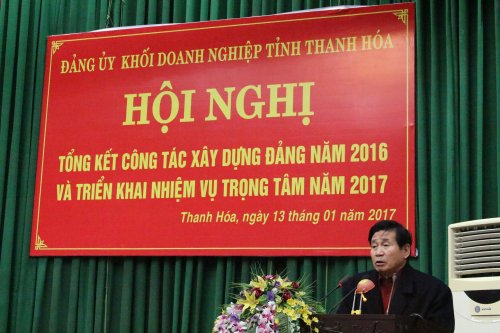 ĐẢNG ỦY KHỐI DOANH NGHIỆP TỈNH THANH HÓA
HỘI NGHỊ
TỔNG KẾT CÔNG TÁC XÂY DỰNG ĐẢNG NĂM 2016
VÀ TRIỂN KHAI NHIỆM VỤ TRỌNG TÂM NĂM 2017
Thanh Hóa, ngày 13 tháng 01 năm 2017